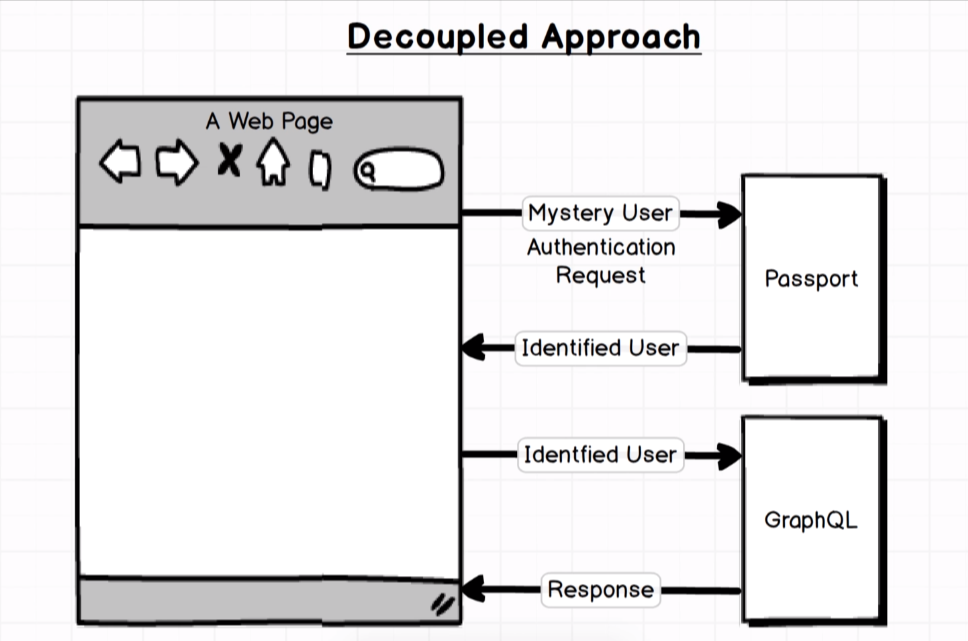 Decoupled Approach
A Web Page
Mystery User
Authentication
Request
Passport
Identified User
Identfied User
GraphQL
Response